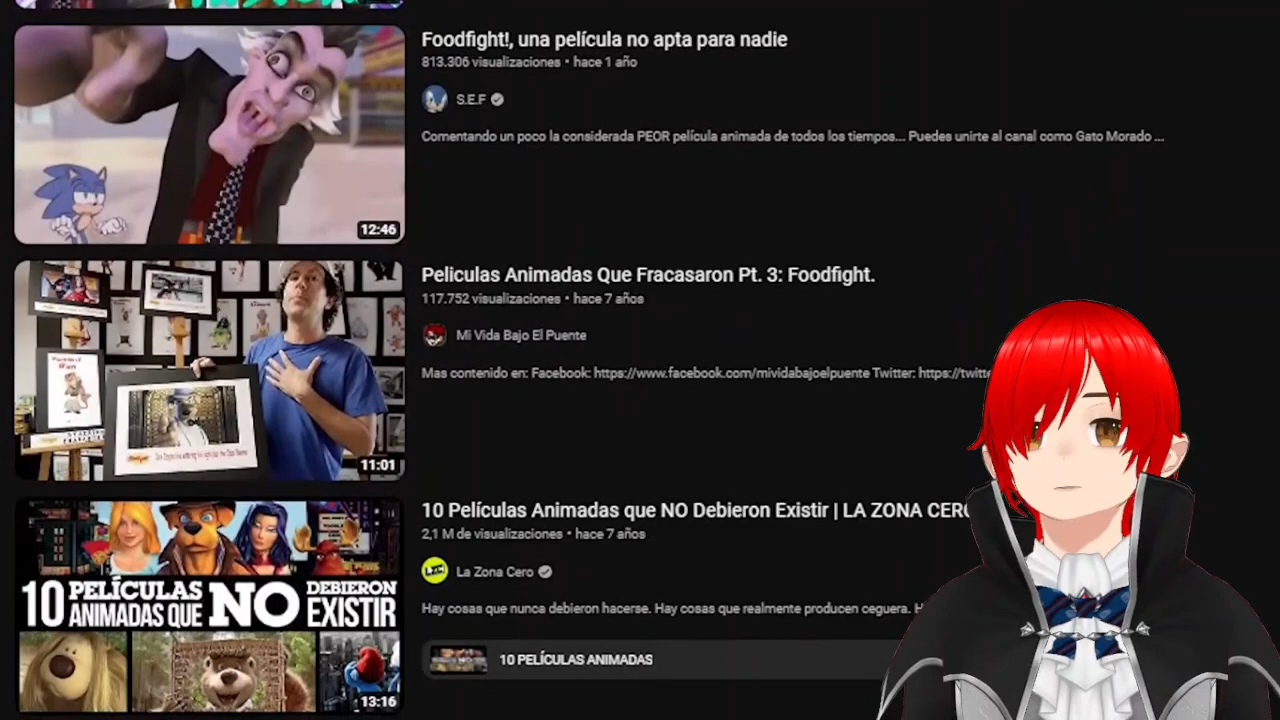 Foodfight!, una película no apta para nadie
813.306 visualizaciones • hace 1 año
S.E.F
Comentando un poco la considerada PEOR película animada de todos los tiempos... Puedes unirte al canal como Gato Morado ...
12:46
Peliculas Animadas Que Fracasaron Pt. 3: Foodfight.
117.752 visualizaciones • hace 7 años
Mi Vida Bajo El Puente
Mas contenido en: Facebook: https://www.facebook.com/mividabajoelpuente Twitter: https://twitte
11:01
10 Películas Animadas que NO Debieron Existir | LA ZONA CERO
2,1 M de visualizaciones • hace 7 años
La Zona Cero
Hay cosas que nunca debieron hacerse. Hay cosas que realmente producen ceguera. H
10 PELÍCULAS ANIMADAS
10 PELÍCULAS ANIMADAS QUE NO DEBIERON EXISTIR
13:16